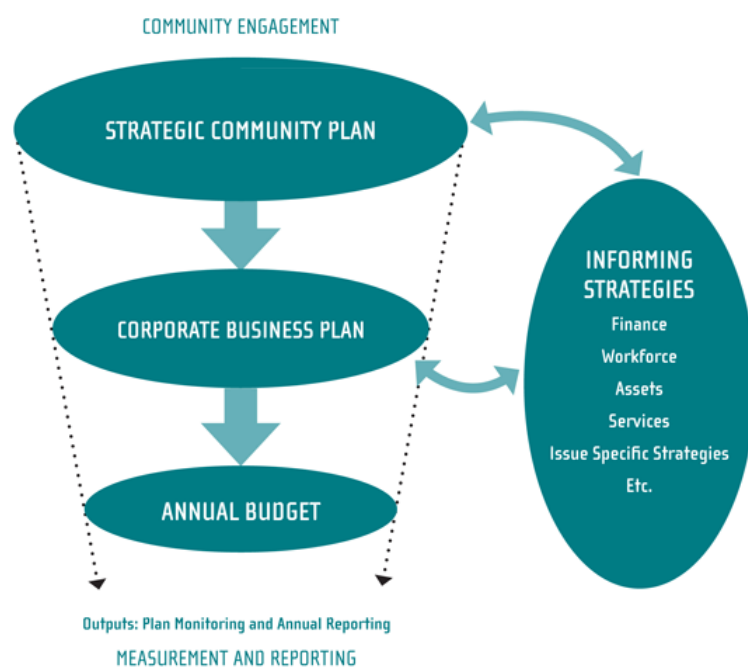 COMMUNITY ENGAGEMENT
STRATEGIC COMMUNITY PLAN
CORPORATE BUSINESS PLAN
ANNUAL BUDGET
INFORMING
STRATEGIES
Finance
Workforce
Assets
Services
Issue Specific Strategies
Etc.
Outputs: Plan Monitoring and Annual Reporting
MEASUREMENT AND REPORTING